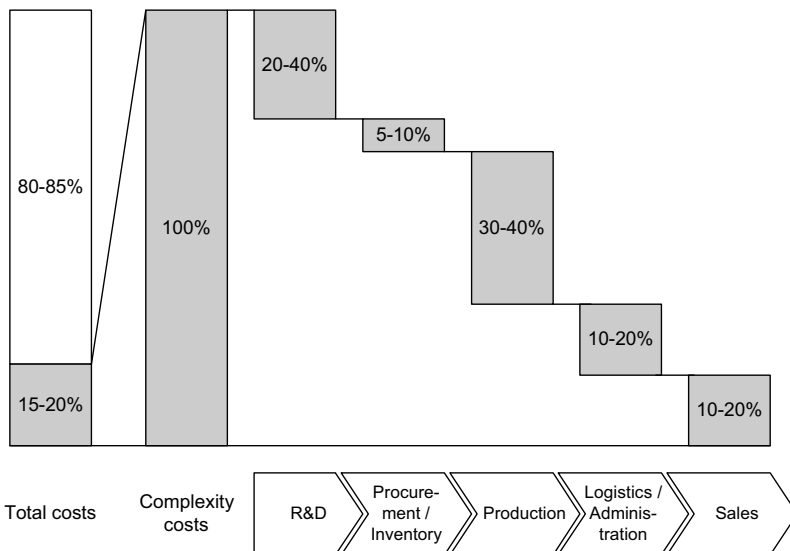 20-40%
5-10%
80-85%
100%
30-40%
10-20%
15-20%
10-20%
Total costs
Complexity
costs
R&D
Procure-
ment /
Inventory
Production
Logistics /
Adminis-
tration
Sales